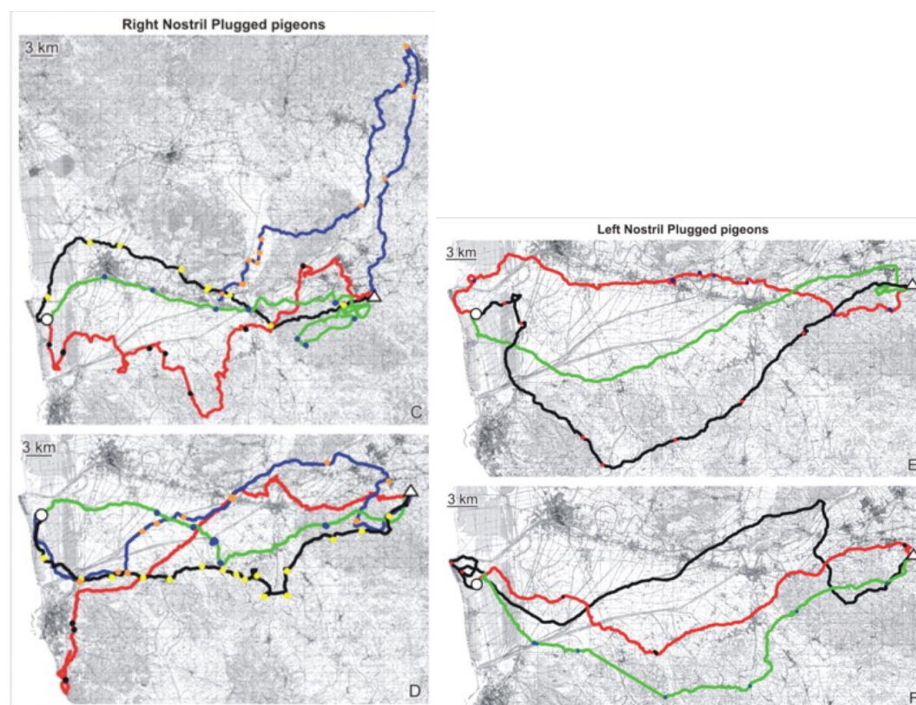 Right Nostril Plugged pigeons
3 km
C
3 km
D
Left Nostril Plugged pigeons
3 km
E
3 km
F